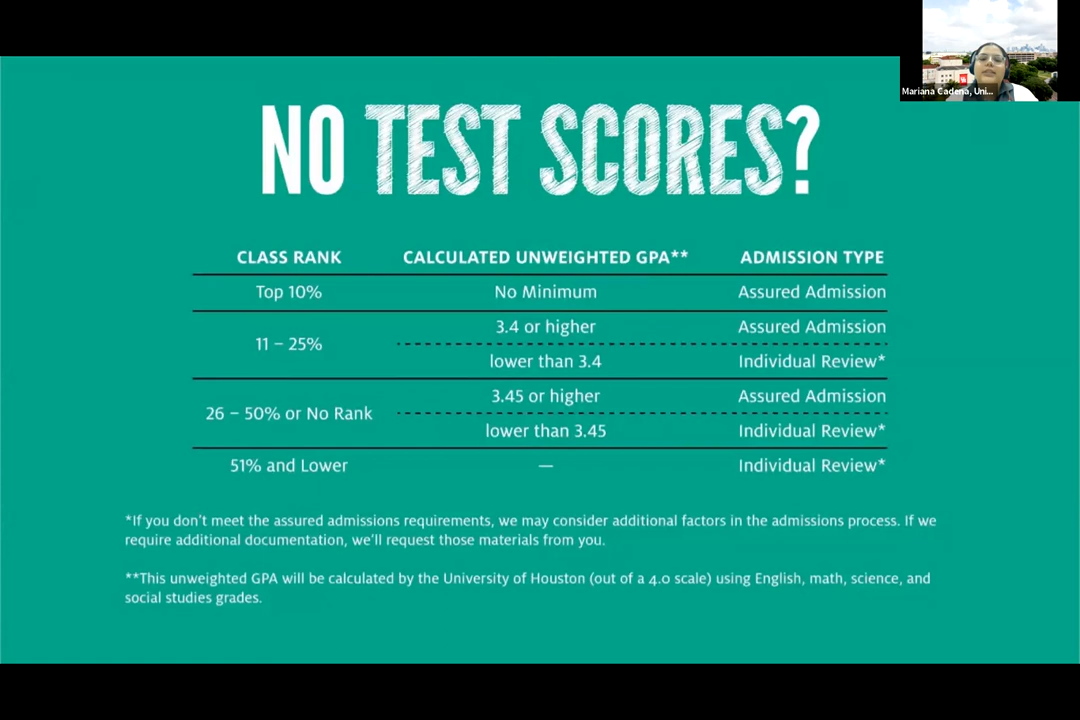 Mariana Cadena, Uni...
NO TEST SCORES?
CLASS RANK CALCULATED UNWEIGHTED GPA** ADMISSION TYPE
Top 10% No Minimum Assured Admission
11 – 25% 3.4 or higher Assured Admission
lower than 3.4 Individual Review*
26 – 50% or No Rank 3.45 or higher Assured Admission
lower than 3.45 Individual Review*
51% and Lower — Individual Review*
*If you don't meet the assured admissions requirements, we may consider additional factors in the admissions process. If we
require additional documentation, we'll request those materials from you.
**This unweighted GPA will be calculated by the University of Houston (out of a 4.0 scale) using English, math, science, and
social studies grades.